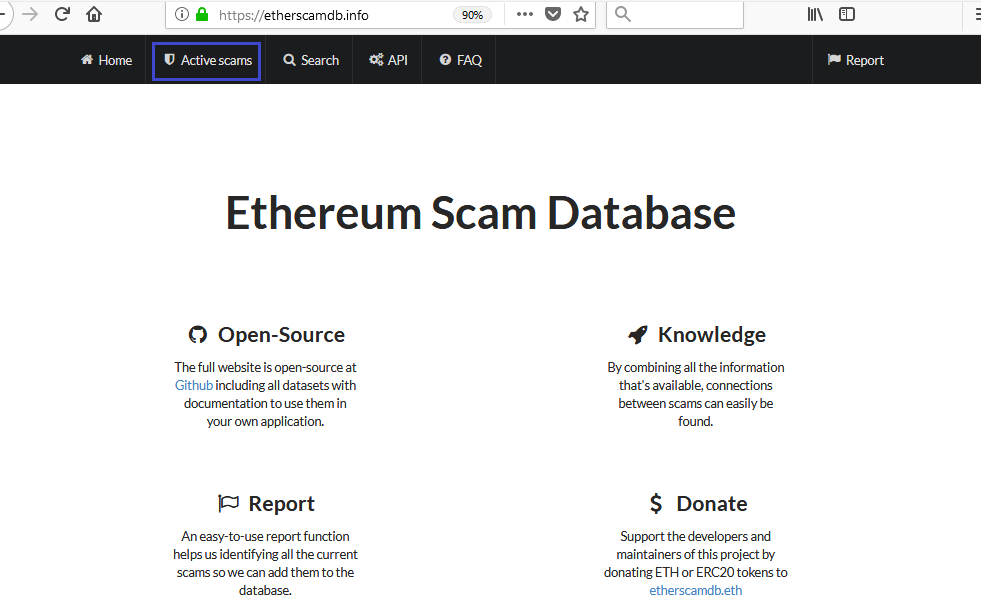 https://etherscamdb.info 90%
Home Active scams Search API FAQ Report
Ethereum Scam Database
Open-Source
The full website is open-source at
Github including all datasets with
documentation to use them in
your own application.
Knowledge
By combining all the information
that's available, connections
between scams can easily be
found.
Report
An easy-to-use report function
helps us identifying all the current
scams so we can add them to the
database.
Donate
Support the developers and
maintainers of this project by
donating ETH or ERC20 tokens to
etherscamdb.eth